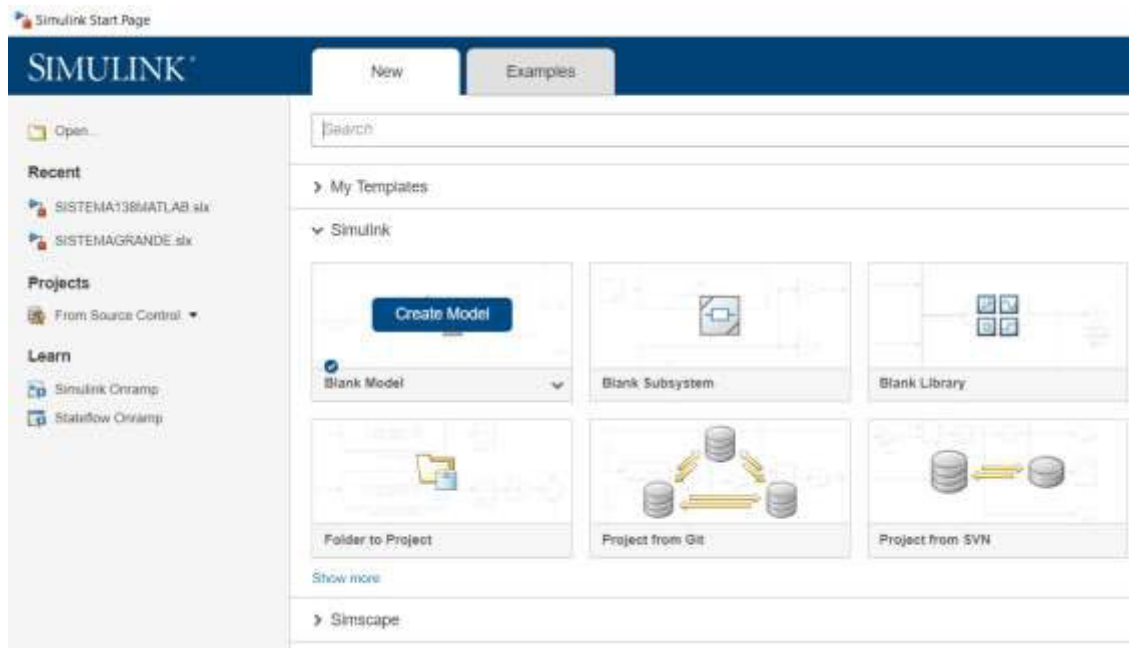 Simulink Start Page
SIMULINK®
New
Examples
Open...
Recent
SISTEMA138MATLAB.slx
SISTEMAGRANDE.slx
Projects
From Source Control
Learn
Simulink Onramp
Stateflow Onramp
Search
My Templates
Simulink
Create Model
Blank Model
Blank Subsystem
Blank Library
Folder to Project
Project from Git
Project from SVN
Show more
Simscape